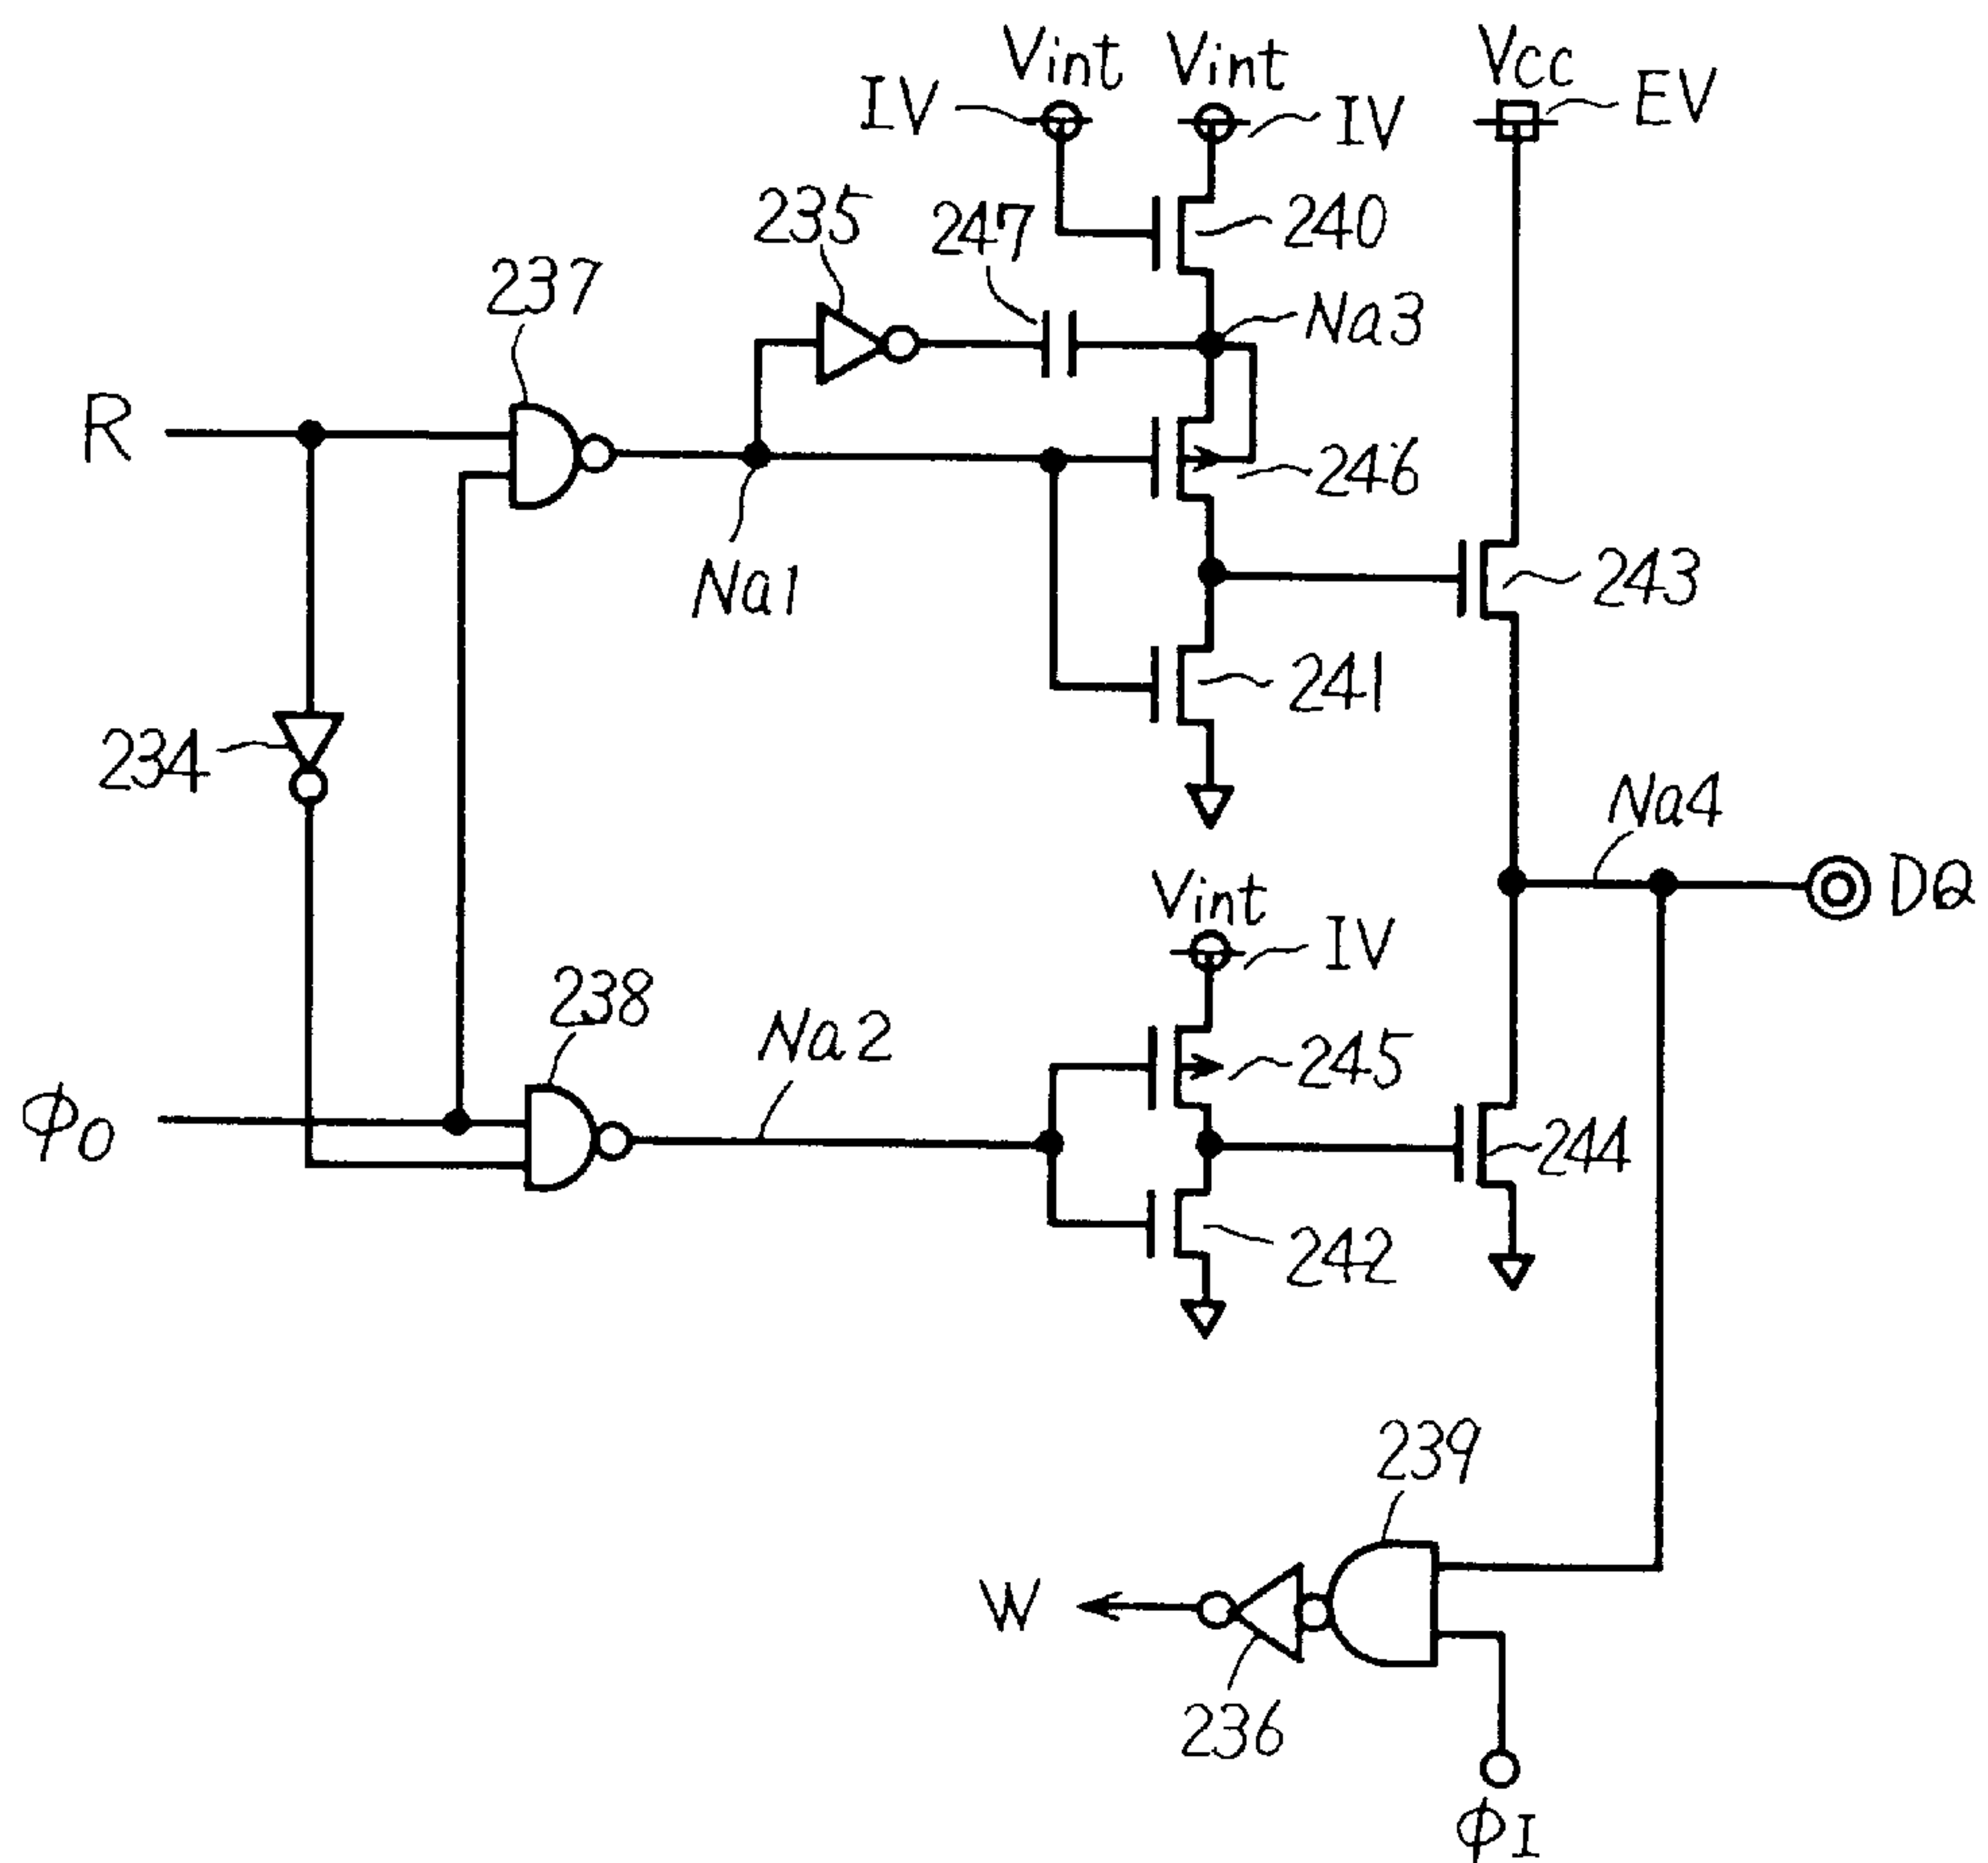 Vint Vint Vcc
IV IV EV
235 247 240
237 Na3
R 246
Na1 243
241
234 Na4
Vint DQ
IV
238 Na2 245
φO 244
242
239
W
236
φI